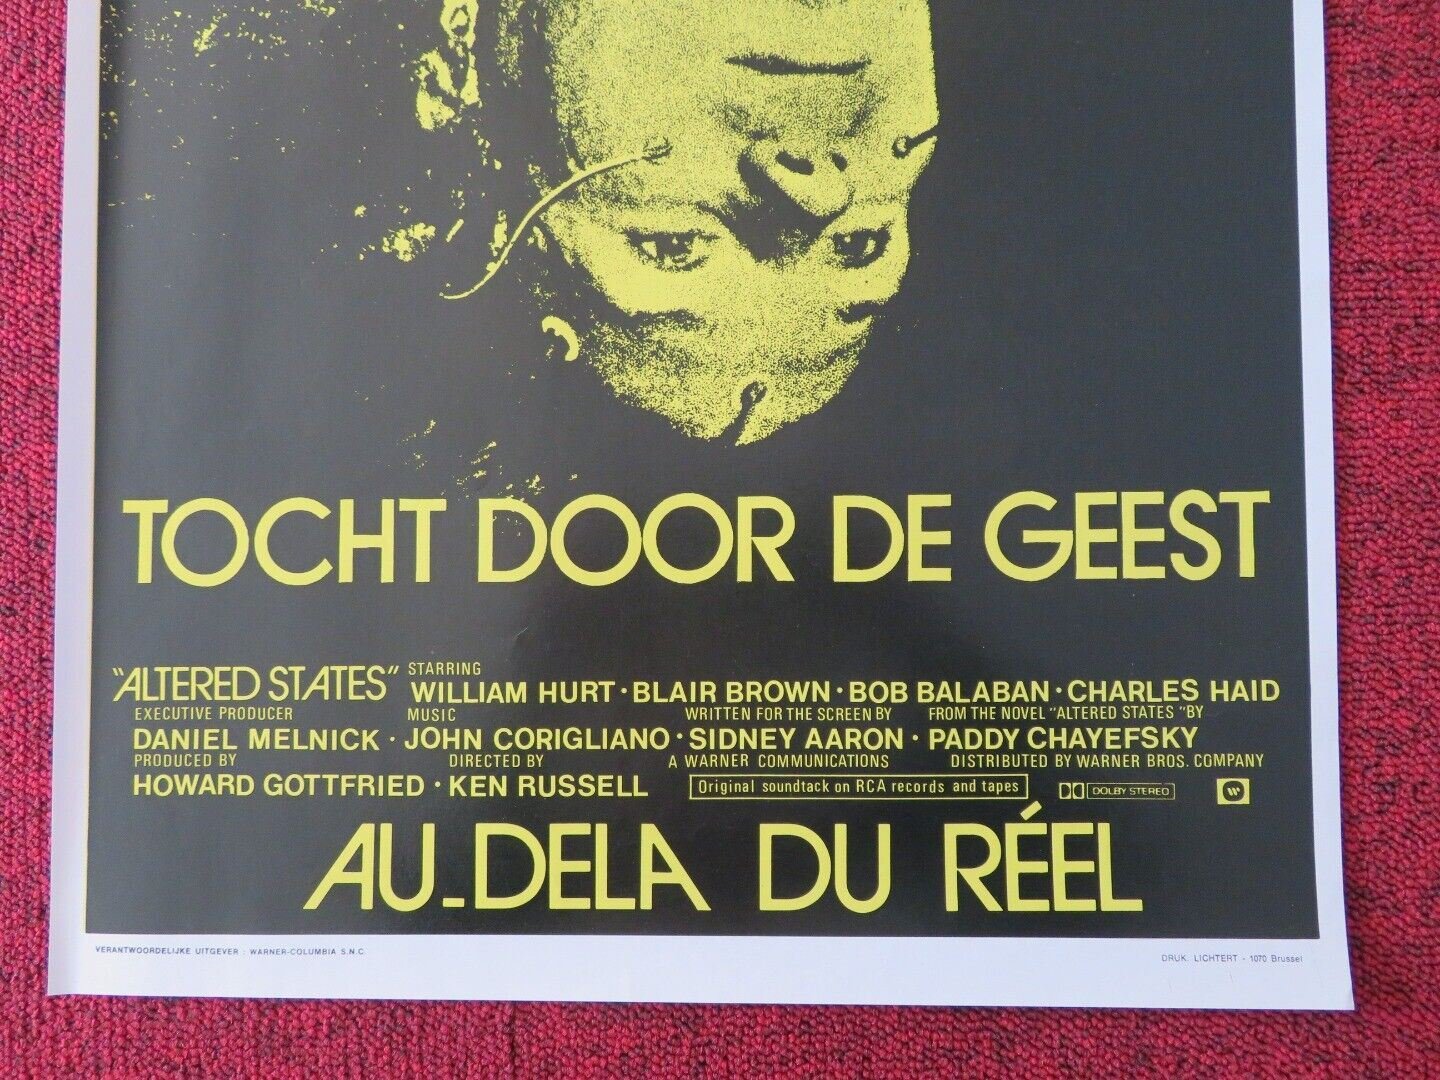 TOCHT DOOR DE GEEST
"ALTERED STATES" STARRING
WILLIAM HURT · BLAIR BROWN · BOB BALABAN · CHARLES HAID
EXECUTIVE PRODUCER MUSIC WRITTEN FOR THE SCREEN BY FROM THE NOVEL "ALTERED STATES "BY
DANIEL MELNICK · JOHN CORIGLIANO · SIDNEY AARON · PADDY CHAYEFSKY
PRODUCED BY DIRECTED BY A WARNER COMMUNICATIONS DISTRIBUTED BY WARNER BROS. COMPANY
HOWARD GOTTFRIED · KEN RUSSELL Original soundtack on RCA records and tapes DOLBY STEREO
AU_DELA DU RÉEL
VERANTWOORDELIJKE UITGEVER : WARNER-COLUMBIA S.N.C.
DRUK. LICHTERT - 1070 Brussel